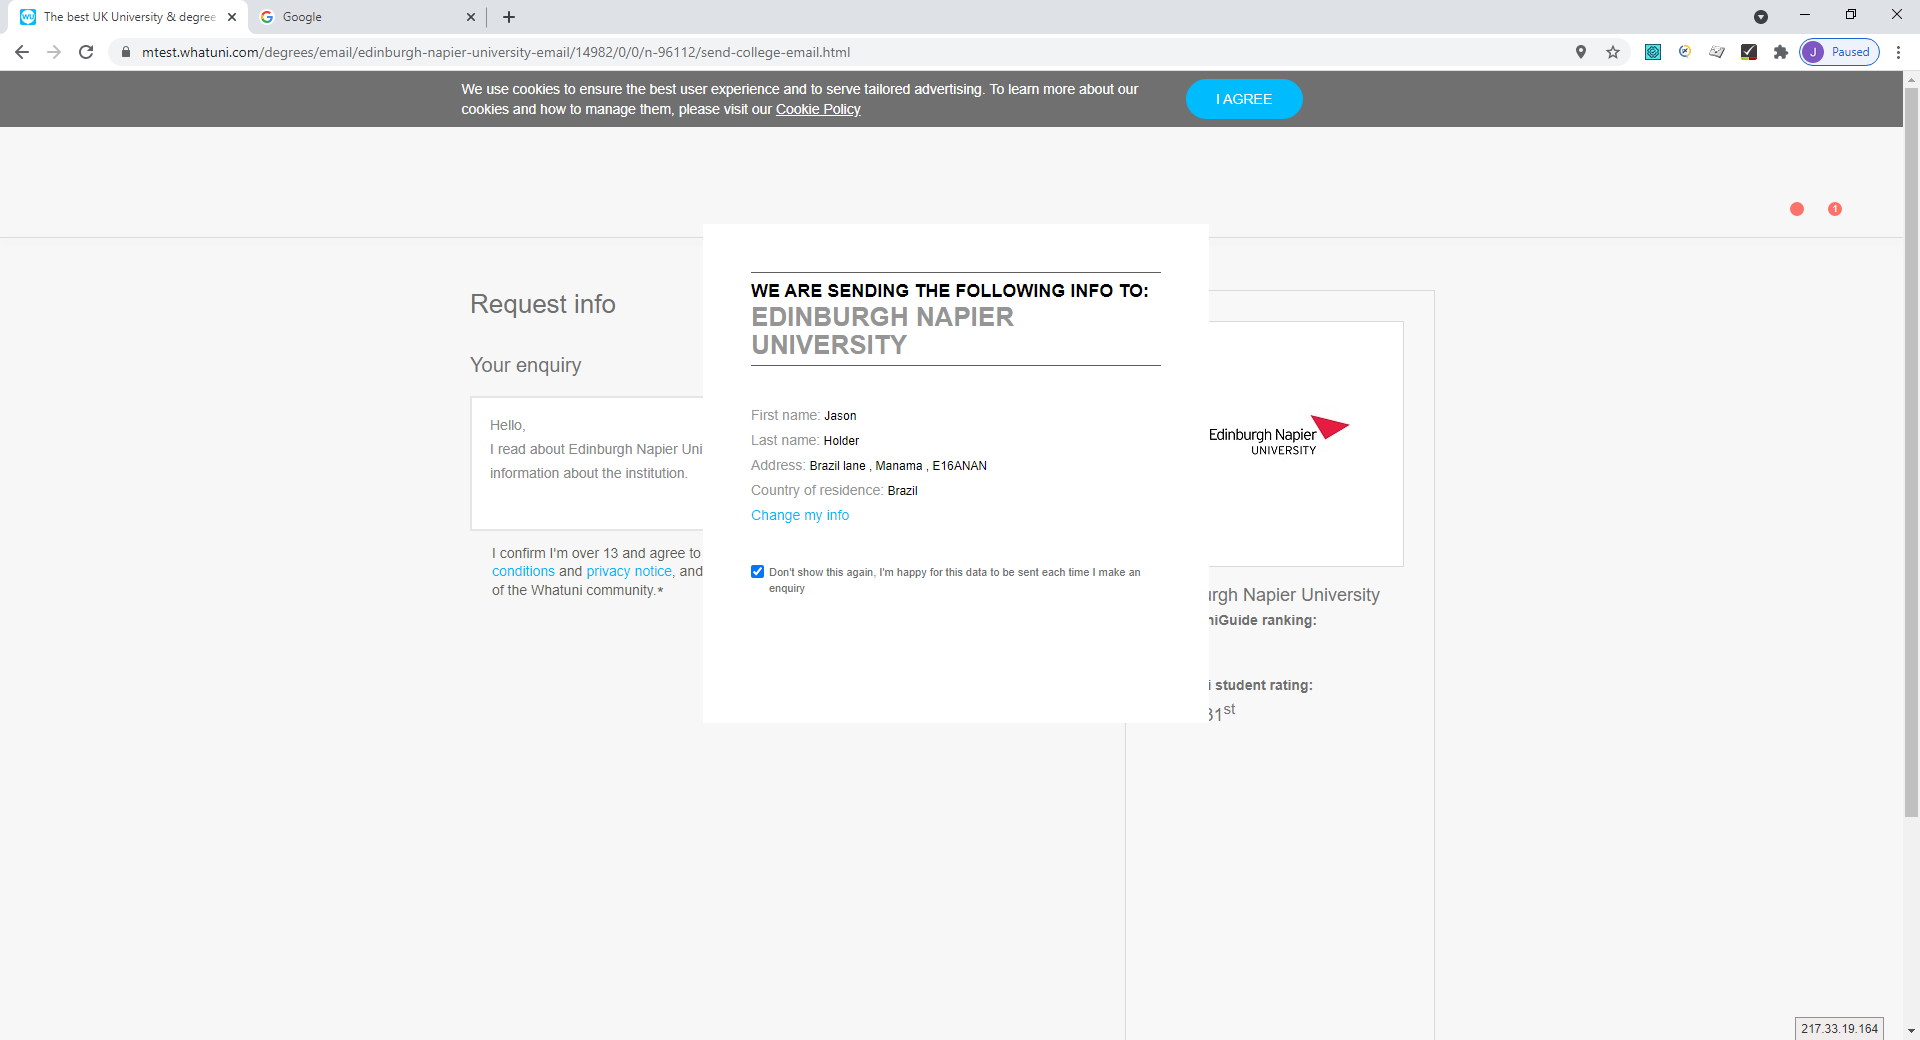 The best UK University & degree
Google
mtest.whatuni.com/degrees/email/edinburgh-napier-university-email/14982/0/0/n-96112/send-college-email.html
J Paused
We use cookies to ensure the best user experience and to serve tailored advertising. To learn more about our
cookies and how to manage them, please visit our Cookie Policy
I AGREE
1
Request info
Your enquiry
Hello,
I read about Edinburgh Napier Uni
information about the institution.
I confirm I'm over 13 and agree to
conditions and privacy notice, and
of the Whatuni community.*
WE ARE SENDING THE FOLLOWING INFO TO:
EDINBURGH NAPIER
UNIVERSITY
First name: Jason
Last name: Holder
Address: Brazil lane , Manama , E16ANAN
Country of residence: Brazil
Change my info
Don't show this again, I'm happy for this data to be sent each time I make an
enquiry
Edinburgh Napier
UNIVERSITY
urgh Napier University
niGuide ranking:
i student rating:
31st
217.33.19.164